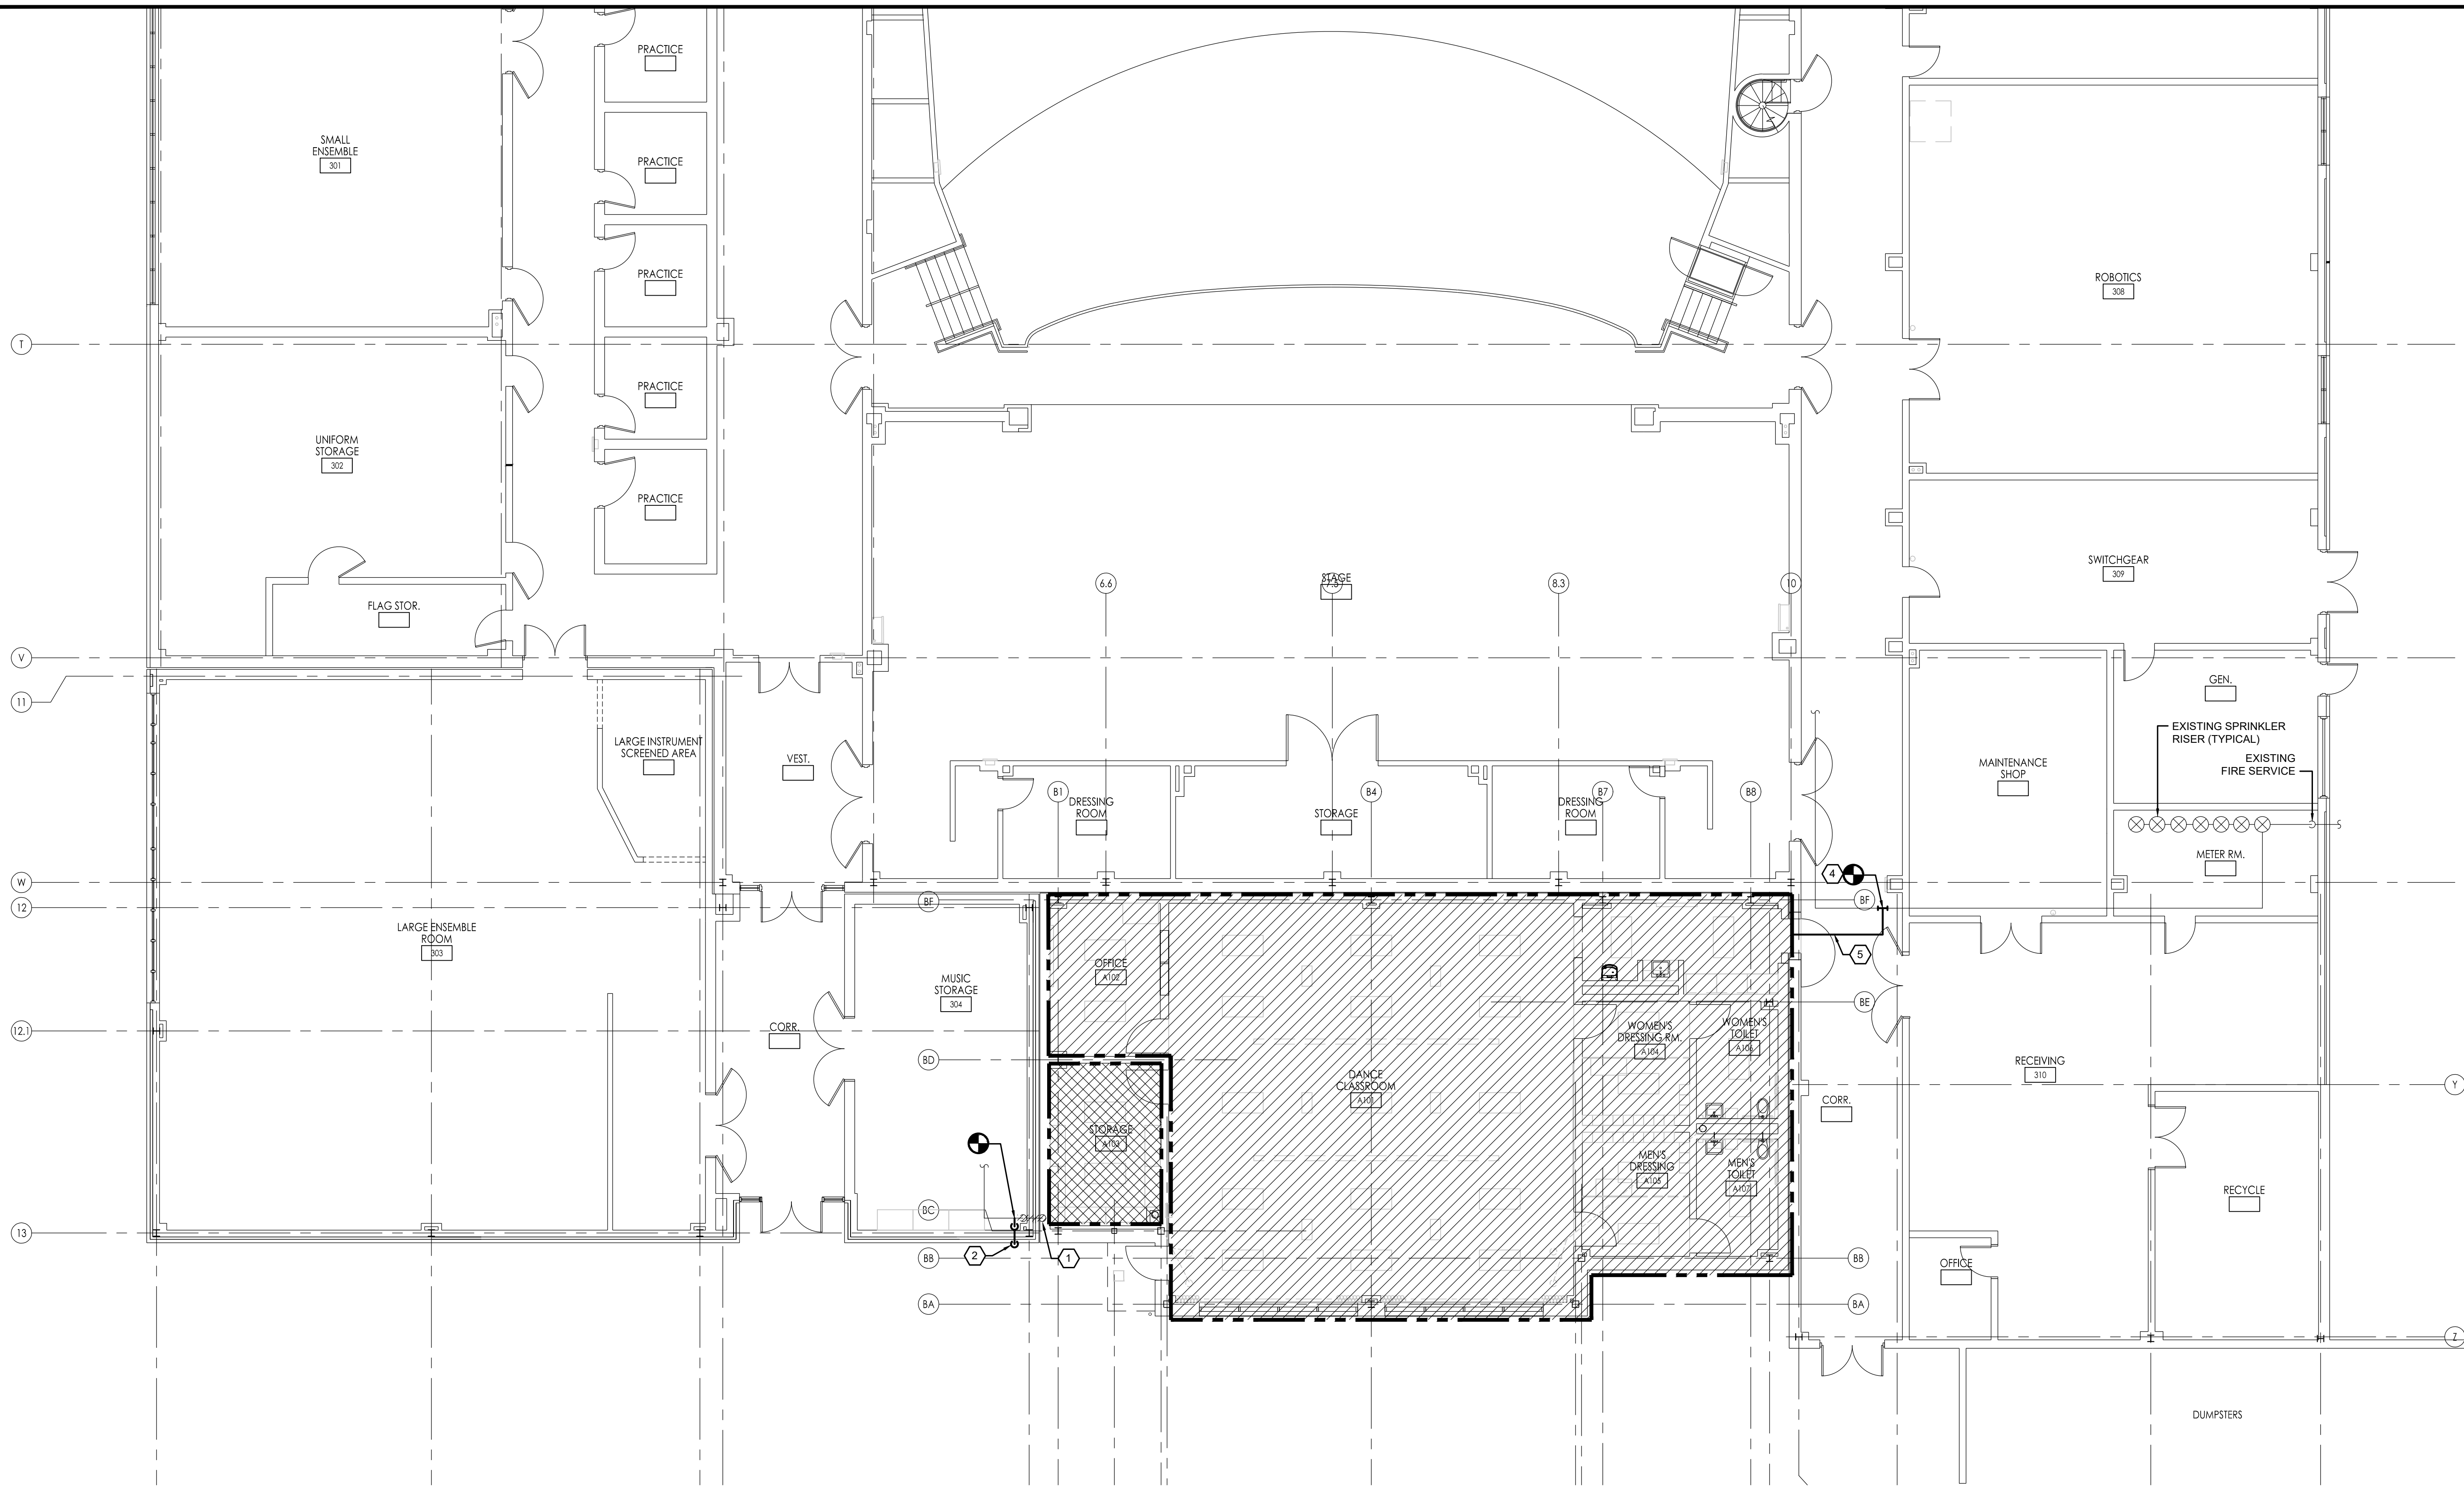 PRACTICE
SMALL
ENSEMBLE
301
PRACTICE
PRACTICE
ROBOTICS
308
T
PRACTICE
UNIFORM
STORAGE
302
PRACTICE
SWITCHGEAR
309
6.6
STAGE
7.5
8.3
10
FLAG STOR.
V
11
GEN.
EXISTING SPRINKLER
RISER (TYPICAL)
EXISTING
FIRE SERVICE
LARGE INSTRUMENT
SCREENED AREA
VEST.
MAINTENANCE
SHOP
B1
B4
B7
B8
DRESSING
ROOM
STORAGE
DRESSING
ROOM
METER RM.
W
4
12
BF
BF
LARGE ENSEMBLE
ROOM
303
5
OFFICE
A102
MUSIC
STORAGE
304
BE
12.1
CORR.
WOMEN'S
DRESSING RM.
A104
WOMEN'S
TOILET
A106
BD
RECEIVING
310
DANCE
CLASSROOM
A101
Y
CORR.
STORAGE
A103
MEN'S
DRESSING
A105
MEN'S
TOILET
A107
RECYCLE
BC
13
2
1
BB
BB
OFFICE
BA
BA
Z
DUMPSTERS